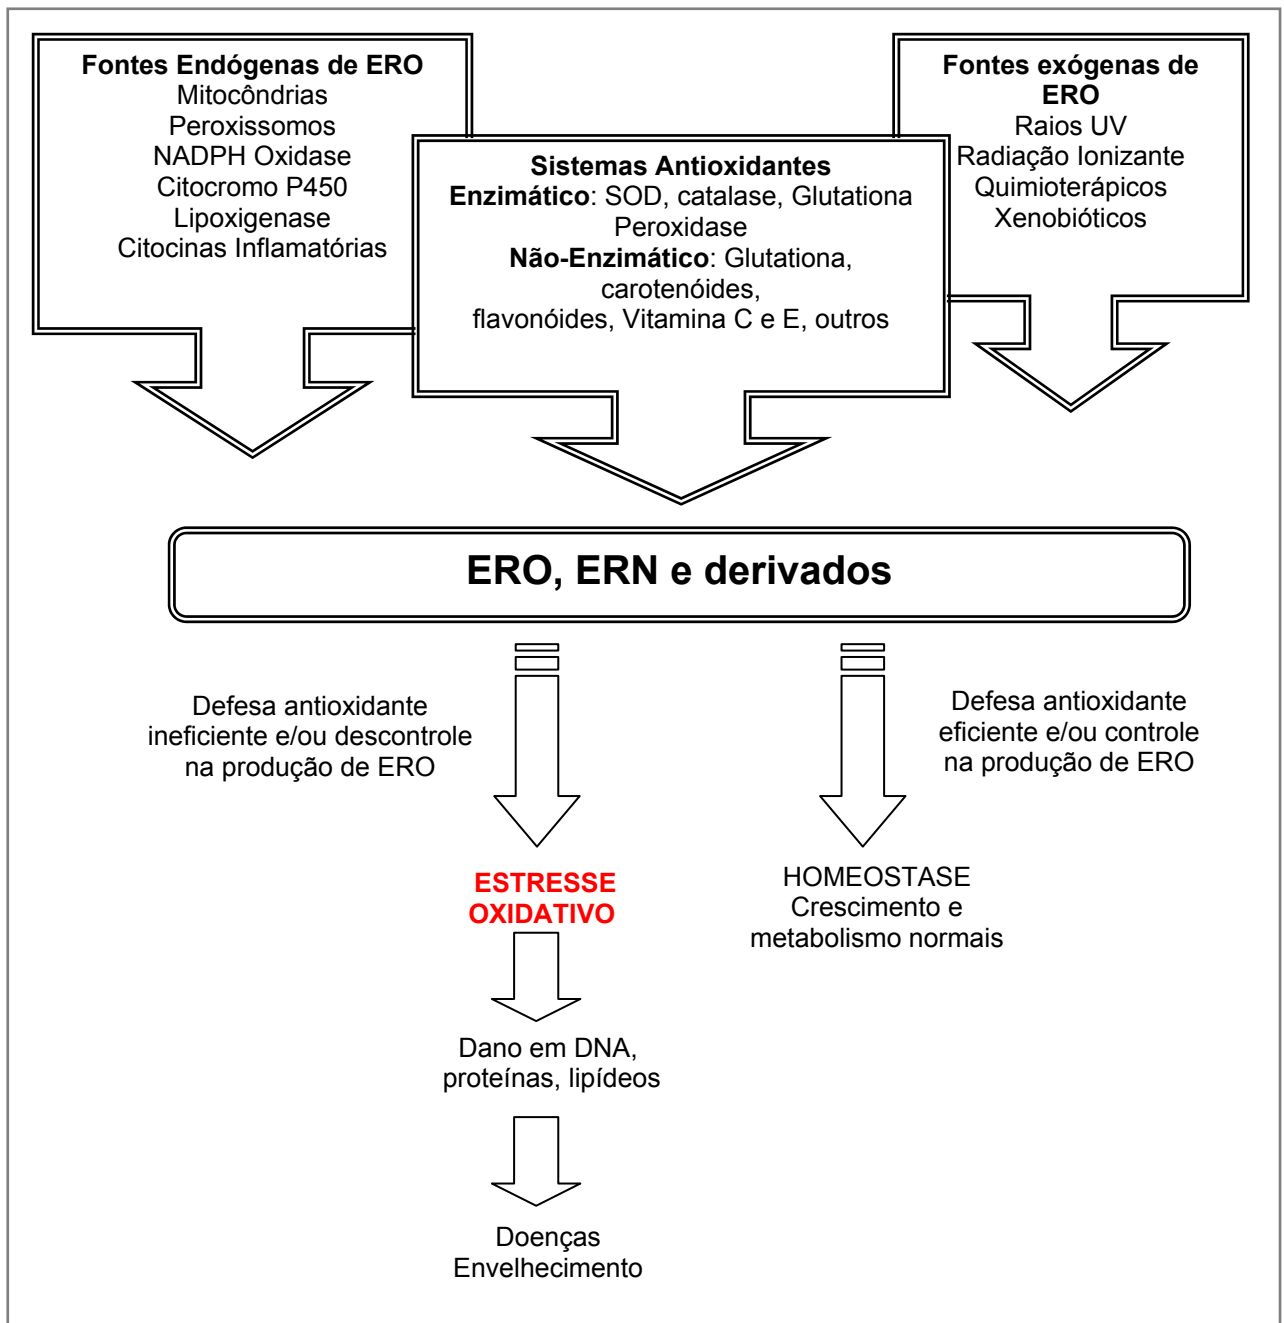 Fontes Endógenas de ERO
Mitocôndrias
Peroxissomos
NADPH Oxidase
Citocromo P450
Lipoxigenase
Citocinas Inflamatórias
Sistemas Antioxidantes
Enzimático: SOD, catalase, Glutationa
Peroxidase
Não-Enzimático: Glutationa,
carotenóides,
flavonóides, Vitamina C e E, outros
Fontes exógenas de
ERO
Raios UV
Radiação Ionizante
Quimioterápicos
Xenobióticos
ERO, ERN e derivados
Defesa antioxidante
ineficiente e/ou descontrole
na produção de ERO
Defesa antioxidante
eficiente e/ou controle
na produção de ERO
ESTRESSE
OXIDATIVO
HOMEOSTASE
Crescimento e
metabolismo normais
Dano em DNA,
proteínas, lipídeos
Doenças
Envelhecimento